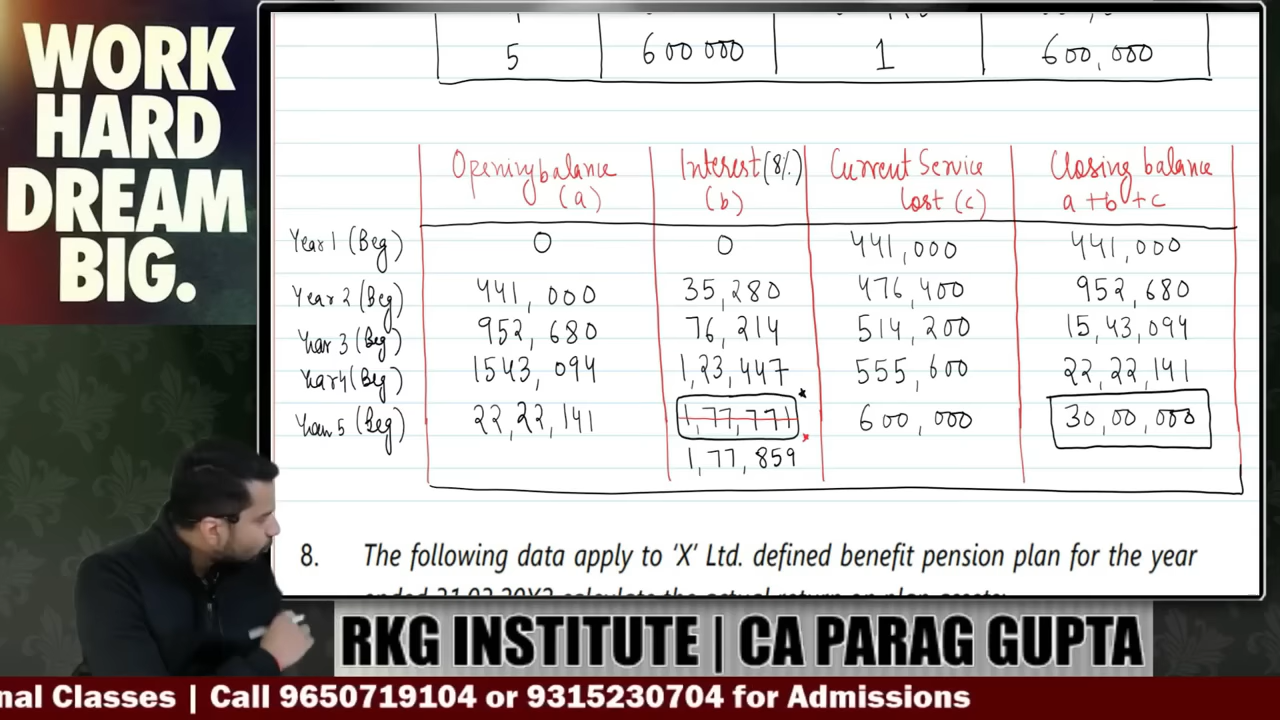 WORK
HARD
DREAM
BIG.
5 600 000 1 600,000
Opening balance (a) Interest (8%) (b) Current Service Cost (c) Closing balance a+b+c
Year 1 (Beg) 0 0 441,000 441,000
Year 2 (Beg) 441,000 35,280 476,400 952,680
Year 3 (Beg) 952,680 76,214 514,200 15,43,094
Year 4 (Beg) 1543,094 1,23,447 555,600 22,22,141
Year 5 (Beg) 22,22,141 1,77,771 600,000 30,00,000
1,77,859
8. The following data apply to 'X' Ltd. defined benefit pension plan for the year
RKG INSTITUTE | CA PARAG GUPTA
nal Classes | Call 9650719104 or 9315230704 for Admissions